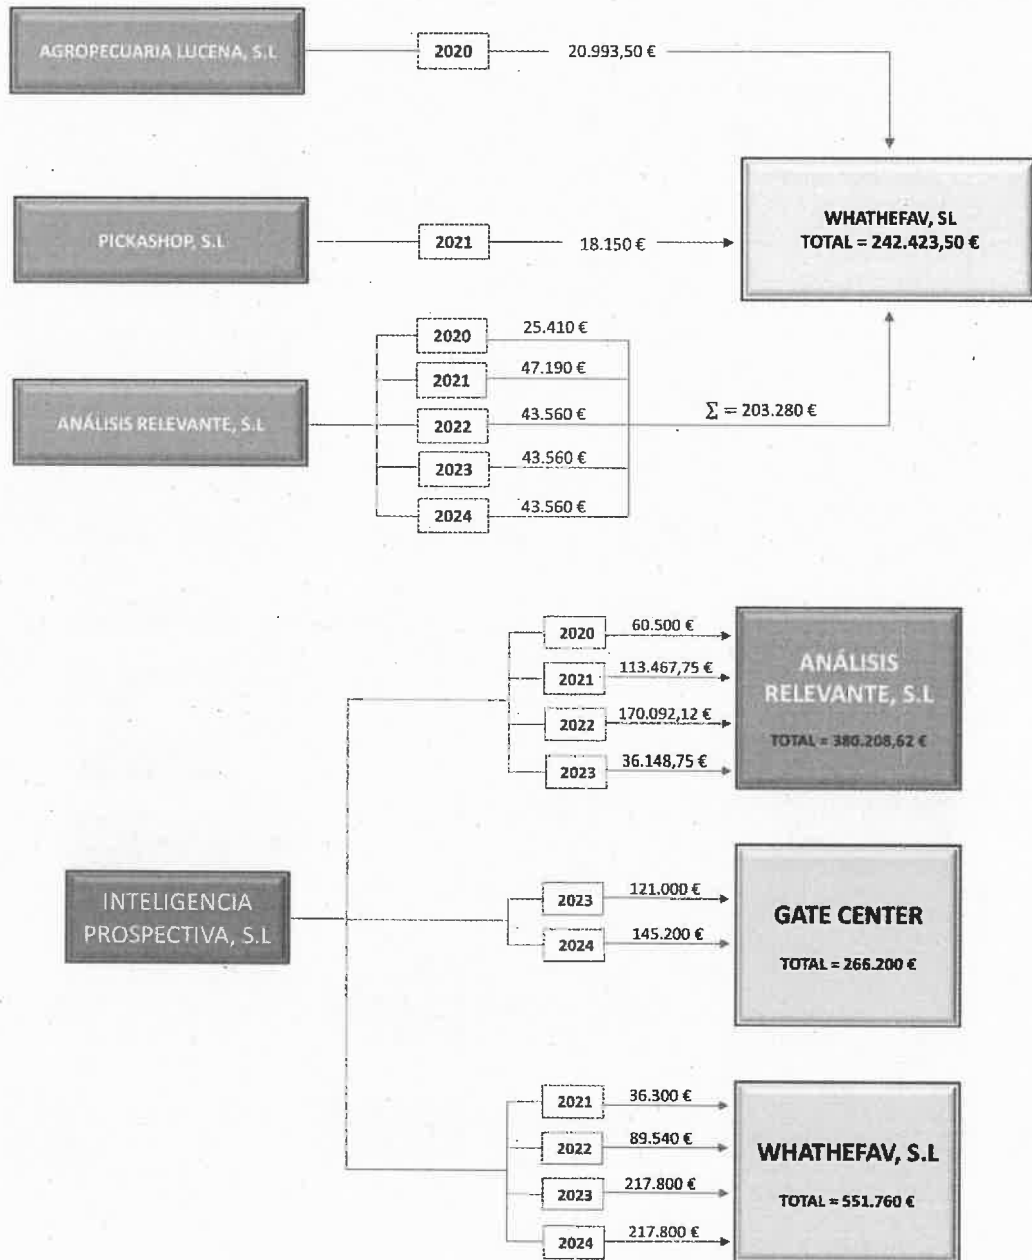 AGROPECUARIA LUCENA, S.L
2020
20.993,50 €
WHATHEFAV, SL
TOTAL = 242.423,50 €
PICKASHOP, S.L
2021
18.150 €
ANÁLISIS RELEVANTE, S.L
2020
25.410 €
2021
47.190 €
2022
43.560 €
2023
43.560 €
2024
43.560 €
∑ = 203.280 €
INTELIGENCIA
PROSPECTIVA, S.L
2020
60.500 €
2021
113.467,75 €
2022
170.092,12 €
2023
36.148,75 €
ANÁLISIS
RELEVANTE, S.L
TOTAL = 380.208,62 €
2023
121.000 €
2024
145.200 €
GATE CENTER
TOTAL = 266.200 €
2021
36.300 €
2022
89.540 €
2023
217.800 €
2024
217.800 €
WHATHEFAV, S.L
TOTAL = 551.760 €